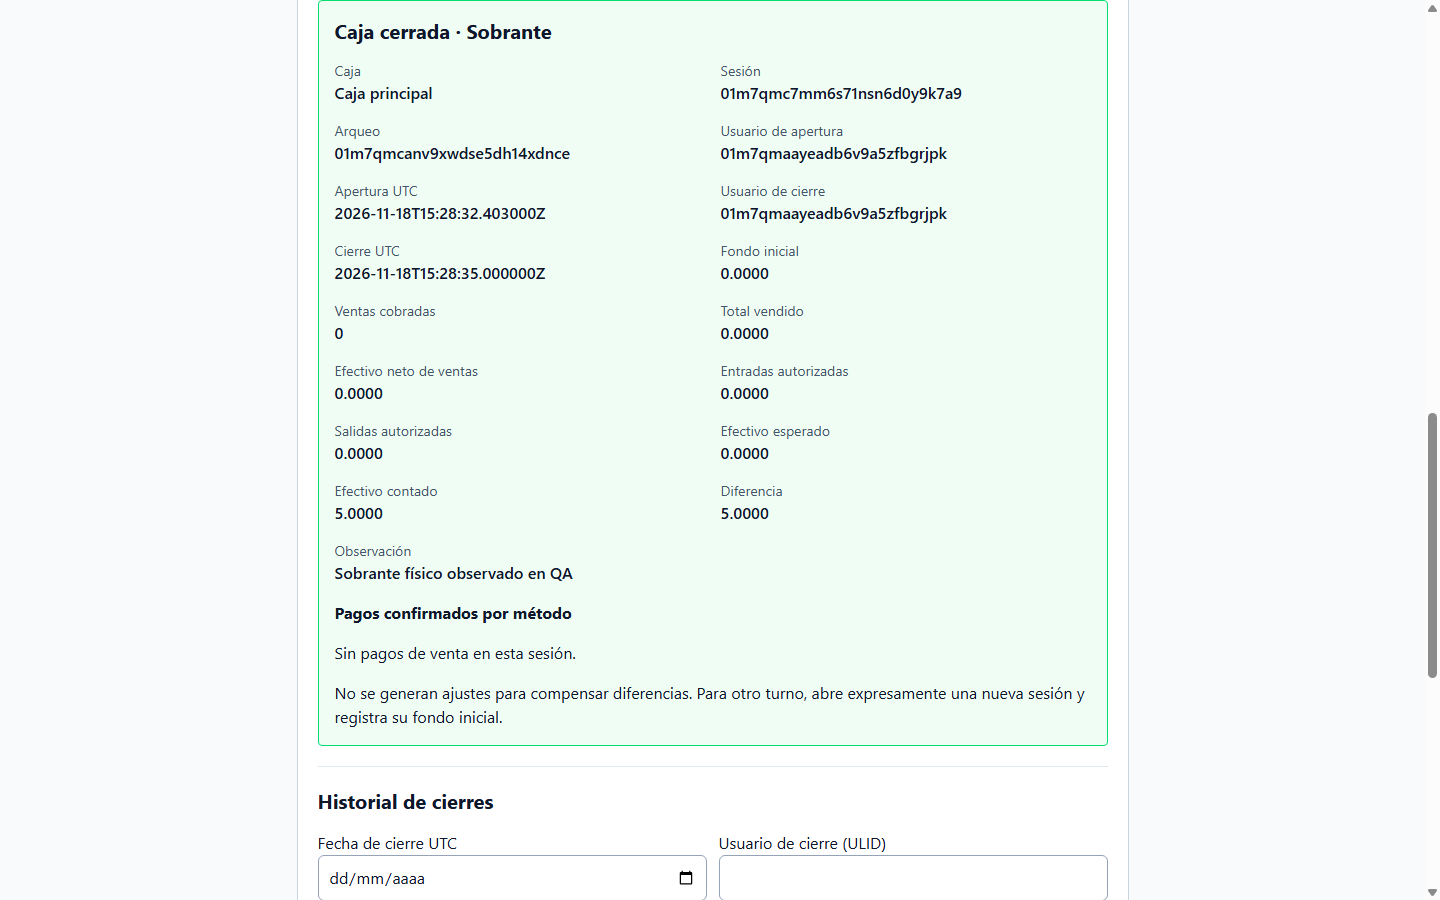 Caja cerrada · Sobrante
Caja
Caja principal
Sesión
01m7qmc7mm6s71nsn6d0y9k7a9
Arqueo
01m7qmcanv9xwdse5dh14xdnce
Usuario de apertura
01m7qmaayeadb6v9a5zfbgrjpk
Apertura UTC
2026-11-18T15:28:32.403000Z
Usuario de cierre
01m7qmaayeadb6v9a5zfbgrjpk
Cierre UTC
2026-11-18T15:28:35.000000Z
Fondo inicial
0.0000
Ventas cobradas
0
Total vendido
0.0000
Efectivo neto de ventas
0.0000
Entradas autorizadas
0.0000
Salidas autorizadas
0.0000
Efectivo esperado
0.0000
Efectivo contado
5.0000
Diferencia
5.0000
Observación
Sobrante físico observado en QA
Pagos confirmados por método
Sin pagos de venta en esta sesión.
No se generan ajustes para compensar diferencias. Para otro turno, abre expresamente una nueva sesión y
registra su fondo inicial.
Historial de cierres
Fecha de cierre UTC
dd/mm/aaaa
Usuario de cierre (ULID)